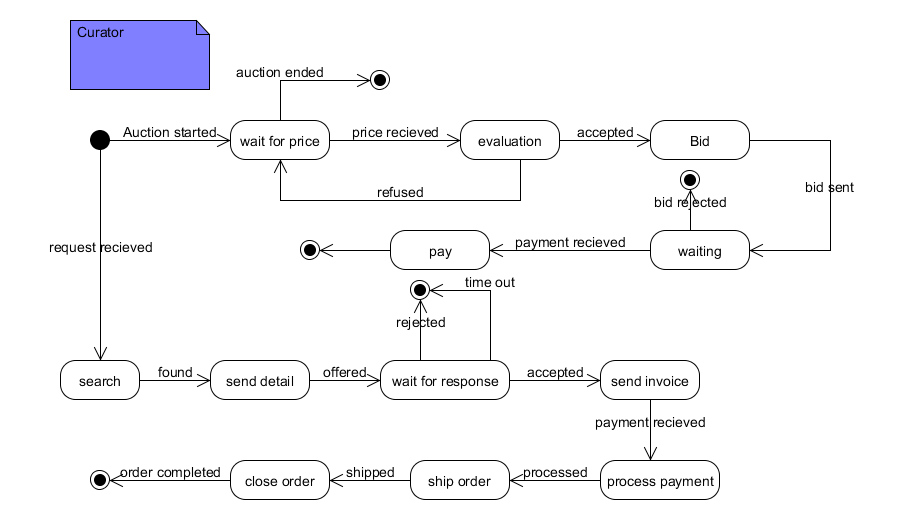 Curator
auction ended
Auction started
wait for price
price recieved
evaluation
accepted
Bid
refused
bid sent
bid rejected
request recieved
pay
payment recieved
waiting
time out
rejected
search
found
send detail
offered
wait for response
accepted
send invoice
payment recieved
order completed
close order
shipped
ship order
processed
process payment